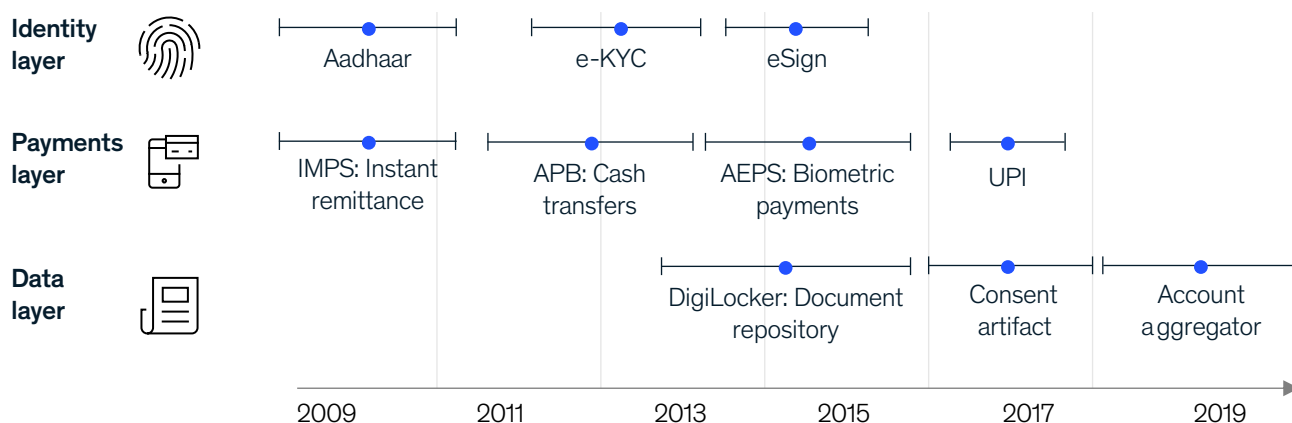 Identity
layer
Aadhaar
e-KYC
eSign
Payments
layer
IMPS: Instant
remittance
APB: Cash
transfers
AEPS: Biometric
payments
UPI
Data
layer
DigiLocker: Document
repository
Consent
artifact
Account
aggregator
2009 2011 2013 2015 2017 2019